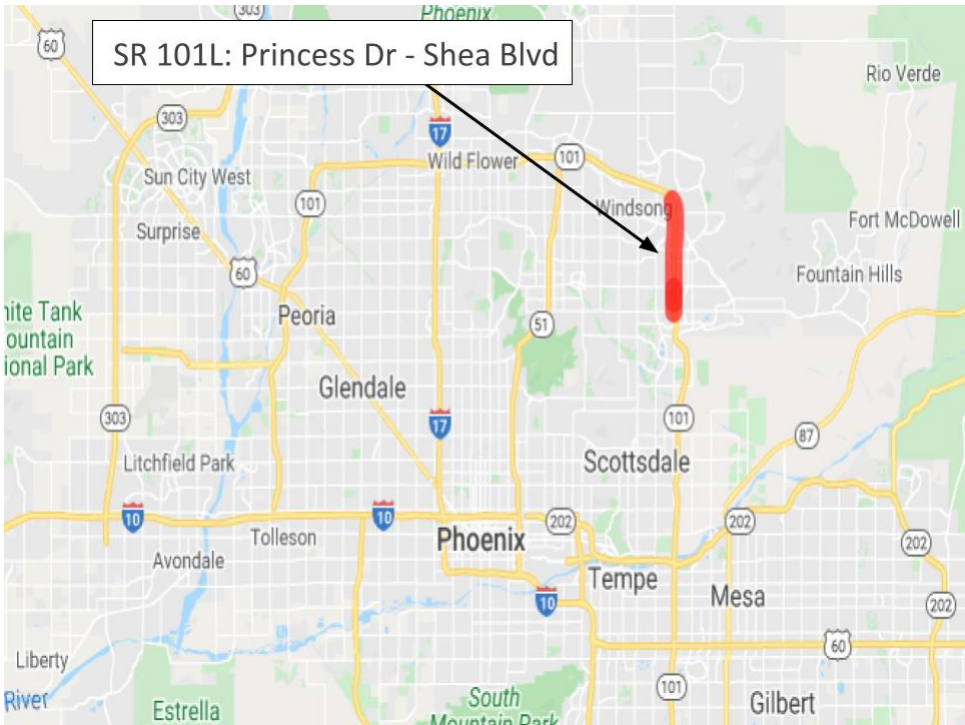 303
Phoenix
60
SR 101L: Princess Dr - Shea Blvd
Rio Verde
303
17
Wild Flower
101
Sun City West
101
Windsong
Fort McDowell
Surprise
60
Fountain Hills
hite Tank
ountain
ional Park
Peoria
51
Glendale
303
17
101
87
Litchfield Park
Scottsdale
10
10
202
202
Tolleson
Phoenix
202
Avondale
Tempe
Mesa
10
202
60
Liberty
River
Estrella
South
Mountain Park
101
Gilbert